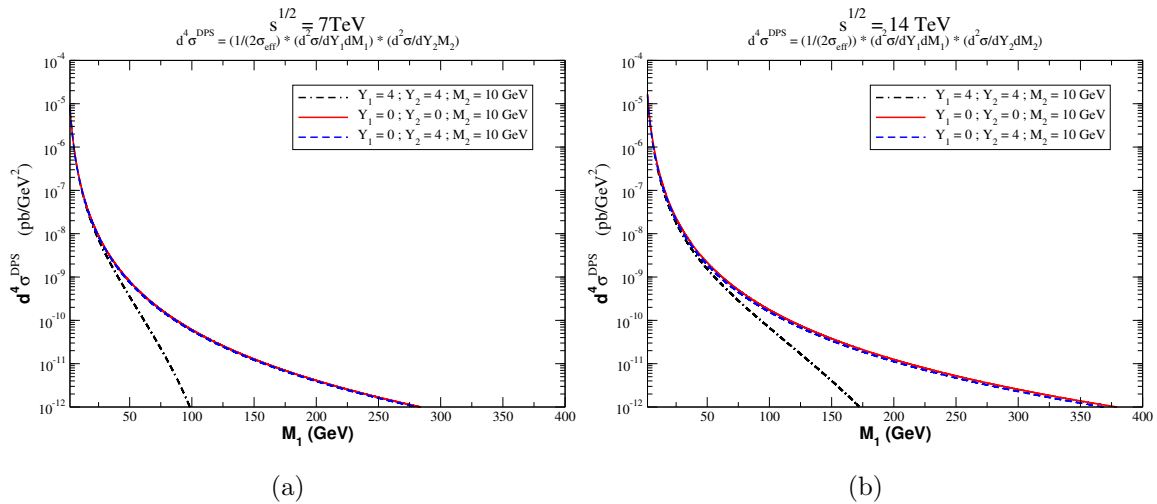 s^{1/2} = 7TeV
d^4 σ^{DPS} = (1/(2σ_{eff}) * (d^2σ/dY_1dM_1) * (d^2σ/dY_2M_2)
10^{-4}
10^{-5}
10^{-6}
10^{-7}
10^{-8}
10^{-9}
10^{-10}
10^{-11}
10^{-12}
d^4 σ^{DPS} (pb/GeV^2)
Y_1 = 4 ; Y_2 = 4 ; M_2 = 10 GeV
Y_1 = 0 ; Y_2 = 0 ; M_2 = 10 GeV
Y_1 = 0 ; Y_2 = 4 ; M_2 = 10 GeV
50 100 150 200 250 300 350 400
M_1 (GeV)
(a)
s^{1/2} = 14 TeV
d^4 σ^{DPS} = (1/(2σ_{eff})) * (d^2σ/dY_1dM_1) * (d^2σ/dY_2dM_2)
10^{-4}
10^{-5}
10^{-6}
10^{-7}
10^{-8}
10^{-9}
10^{-10}
10^{-11}
10^{-12}
d^4 σ^{DPS} (pb/GeV^2)
Y_1 = 4 ; Y_2 = 4 ; M_2 = 10 GeV
Y_1 = 0 ; Y_2 = 0 ; M_2 = 10 GeV
Y_1 = 0 ; Y_2 = 4 ; M_2 = 10 GeV
50 100 150 200 250 300 350 400
M_1 (GeV)
(b)